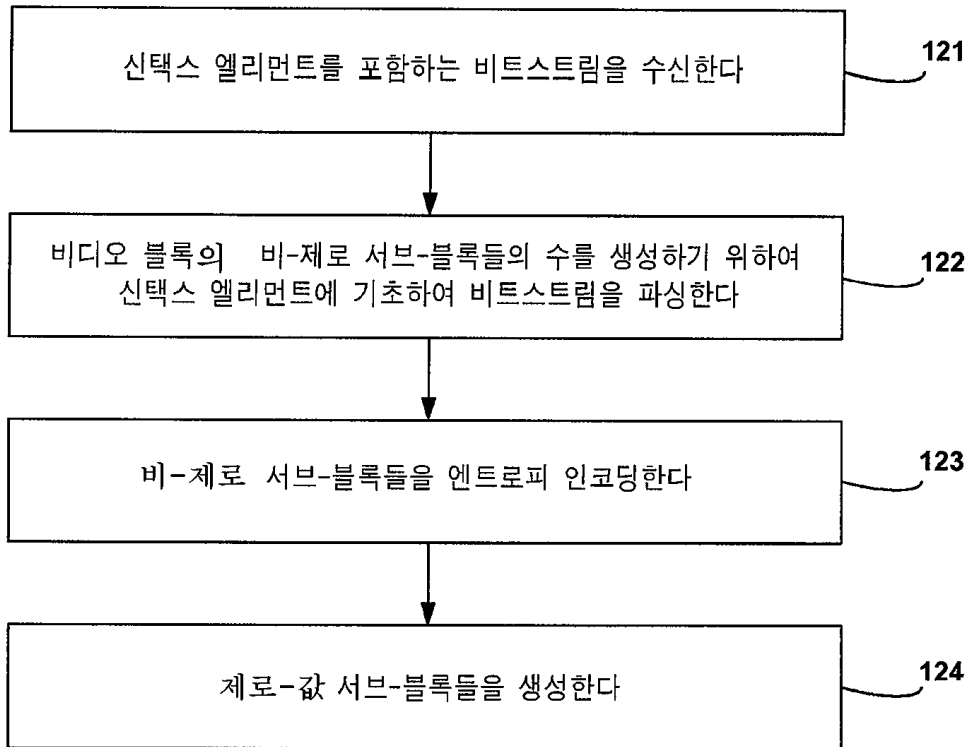 신택스 엘리먼트를 포함하는 비트스트림을 수신한다
121
비디오 블록의 비-제로 서브-블록들의 수를 생성하기 위하여
신택스 엘리먼트에 기초하여 비트스트림을 파싱한다
122
비-제로 서브-블록들을 엔트로피 인코딩한다
123
제로-값 서브-블록들을 생성한다
124